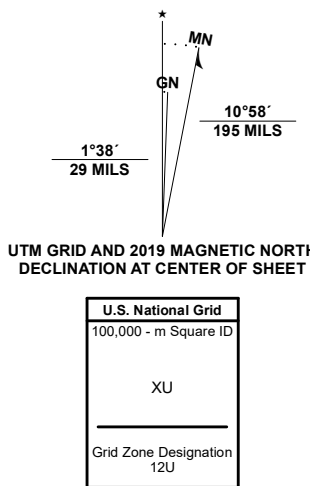 ★
MN
GN
10°58´
195 MILS
1°38´
29 MILS
UTM GRID AND 2019 MAGNETIC NORTH
DECLINATION AT CENTER OF SHEET
U.S. National Grid
100,000 - m Square ID
XU
Grid Zone Designation
12U